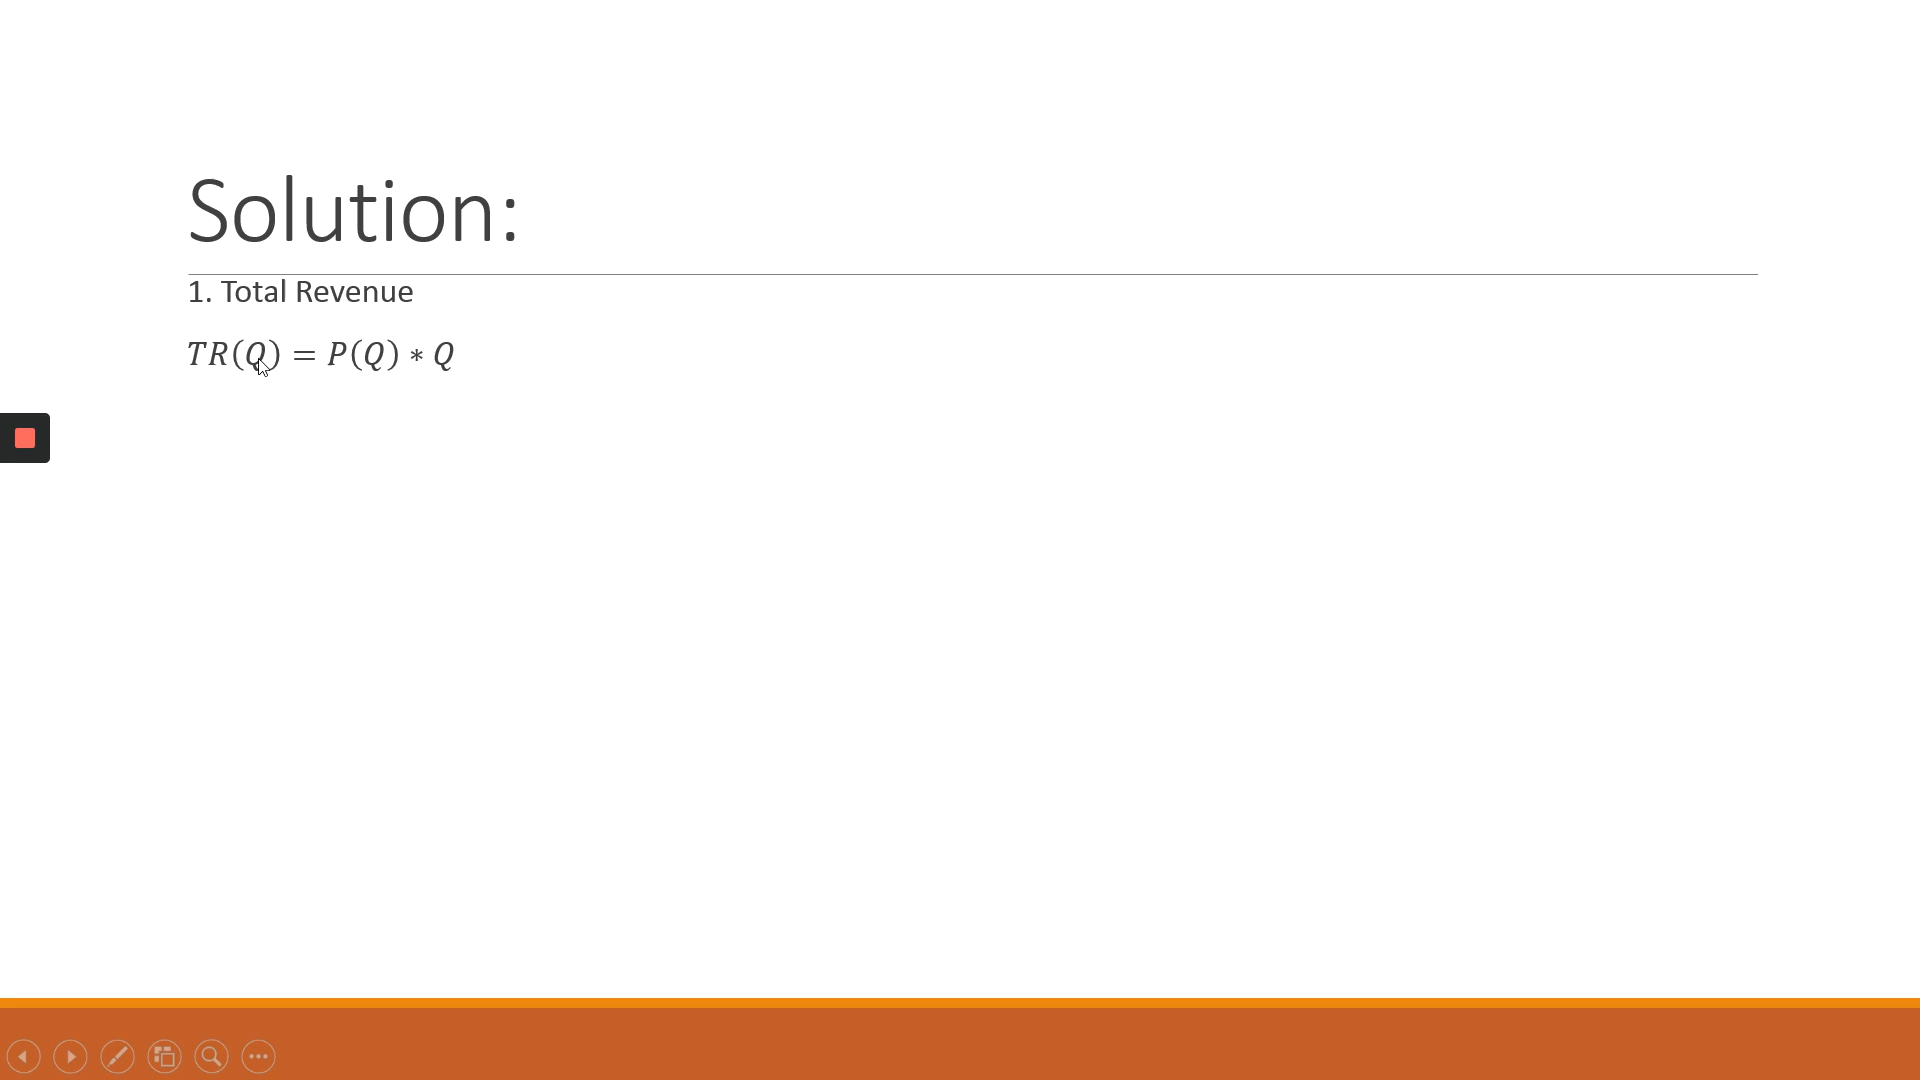 Solution:
1. Total Revenue
TR(Q) = P(Q) ∗ Q